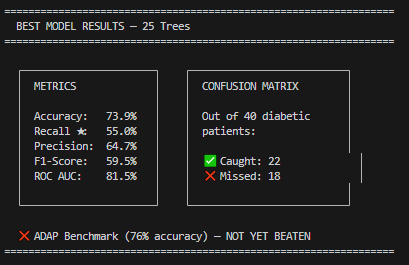 BEST MODEL RESULTS — 25 Trees
METRICS
Accuracy: 73.9%
Recall ★: 55.0%
Precision: 64.7%
F1-Score: 59.5%
ROC AUC: 81.5%
CONFUSION MATRIX
Out of 40 diabetic
patients:
✅ Caught: 22
❌ Missed: 18
❌ ADAP Benchmark (76% accuracy) — NOT YET BEATEN